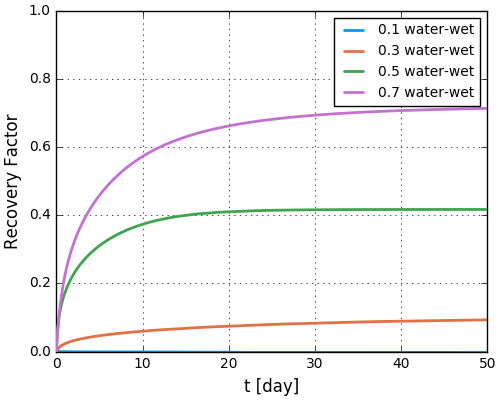 1.0
0.8
0.6
0.4
0.2
0.0
Recovery Factor
0.1 water-wet
0.3 water-wet
0.5 water-wet
0.7 water-wet
0 10 20 30 40 50
t [day]